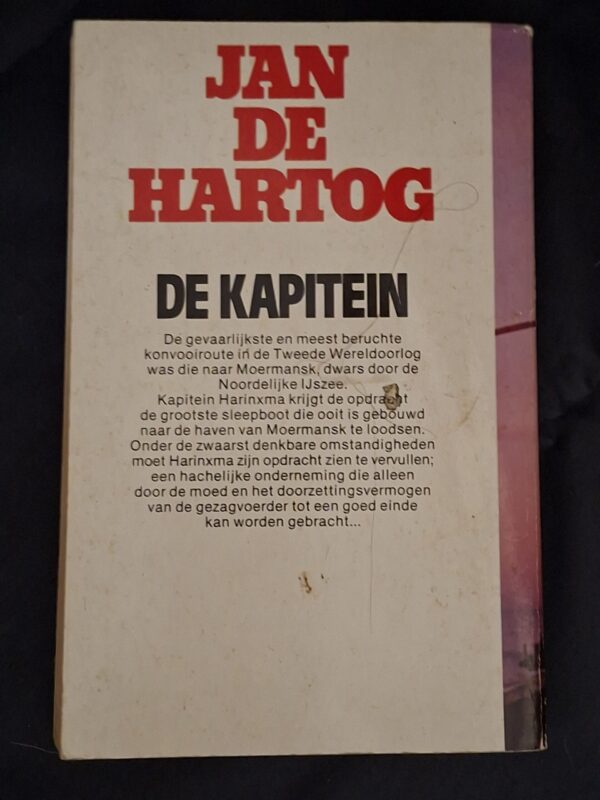 JAN
DE
HARTOG
DE KAPITEIN
De gevaarlijkste en meest beruchte
konvooiroute in de Tweede Wereldoorlog
was die naar Moermansk, dwars door de
Noordelijke IJszee.
Kapitein Harinxma krijgt de opdracht
de grootste sleepboot die ooit is gebouwd
naar de haven van Moermansk te loodsen.
Onder de zwaarst denkbare omstandigheden
moet Harinxma zijn opdracht zien te vervullen;
een hachelijke onderneming die alleen
door de moed en het doorzettingsvermogen
van de gezagvoerder tot een goed einde
kan worden gebracht...